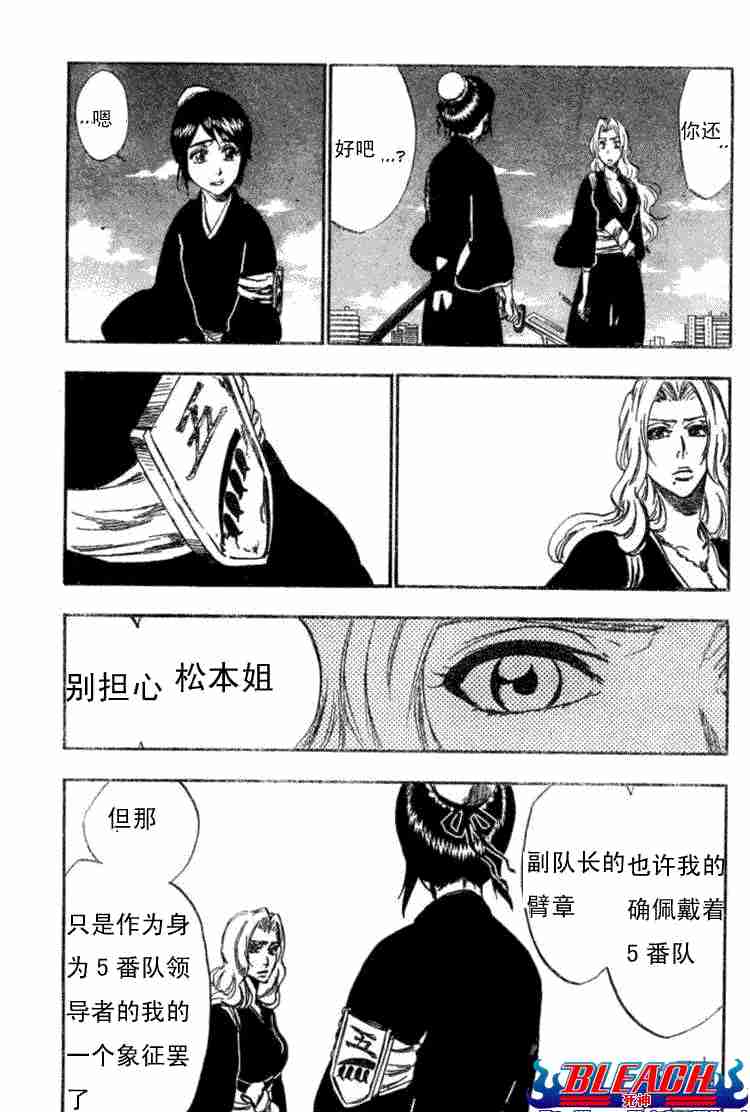 你还..
好吧...?
..嗯
五
松本姐
别担心
也许我的
确佩戴着
5 番队
副队长的
臂章
但那
只是作为身
为 5 番队领
导者的我的
一个象征罢
了
五
BLEACH
死神